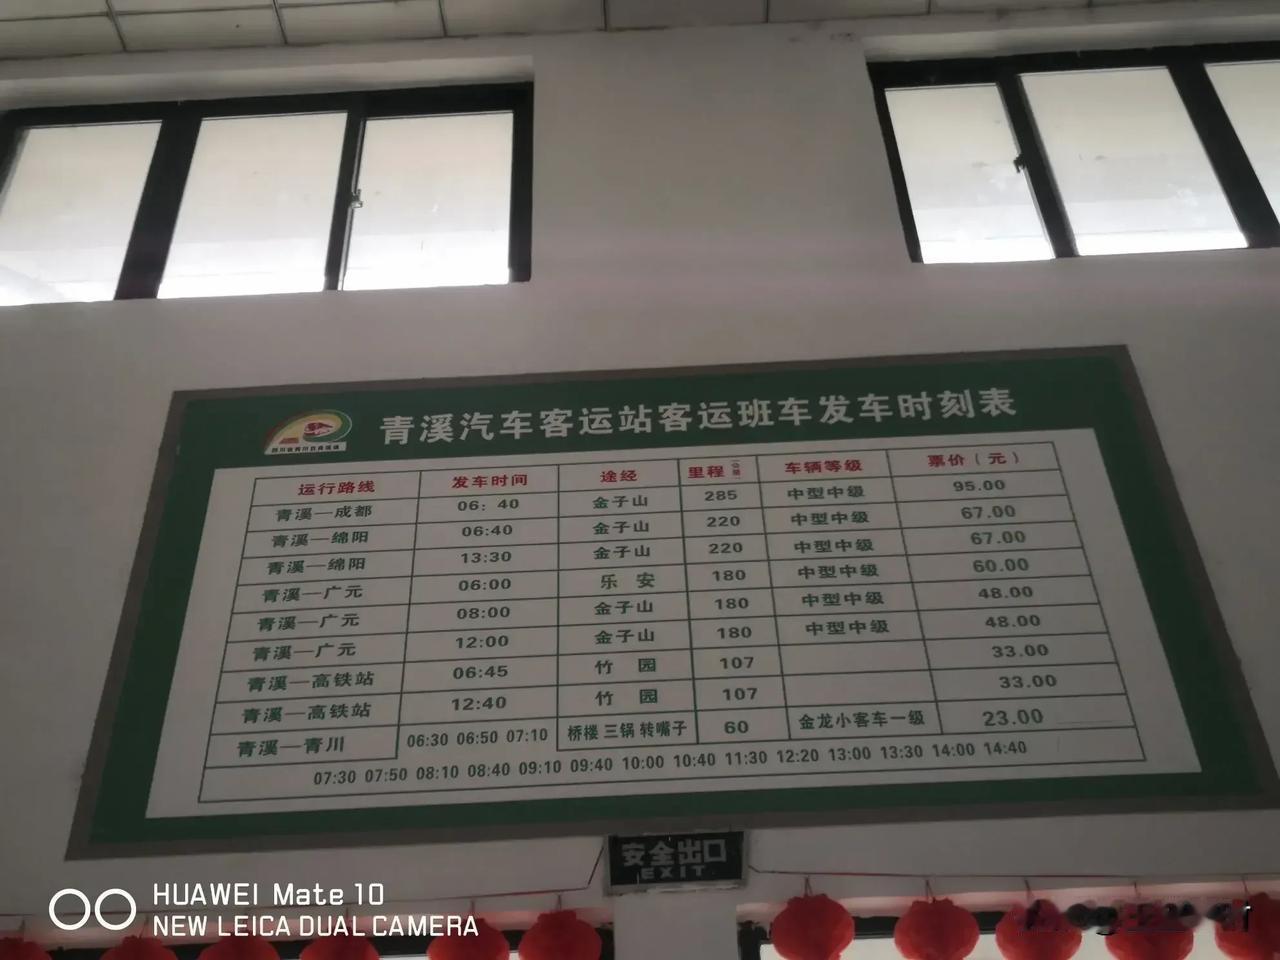 青溪汽车客运站客运班车发车时刻表
运行路线 发车时间 途经 里程(公里) 车辆等级 票价(元)
青溪—成都 06:40 金子山 285 中型中级 95.00
青溪—绵阳 06:40 金子山 220 中型中级 67.00
青溪—绵阳 13:30 金子山 220 中型中级 67.00
青溪—广元 06:00 乐 安 180 中型中级 60.00
青溪—广元 08:00 金子山 180 中型中级 48.00
青溪—广元 12:00 金子山 180 中型中级 48.00
青溪—高铁站 06:45 竹 园 107 33.00
青溪—高铁站 12:40 竹 园 107 33.00
青溪—青川 06:30 06:50 07:10 桥楼 三锅 转嘴子 60 金龙小客车一级 23.00
07:30 07:50 08:10 08:40 09:10 09:40 10:00 10:40 11:30 12:20 13:00 13:30 14:00 14:40
安全出口
EXIT
HUAWEI Mate 10
NEW LEICA DUAL CAMERA